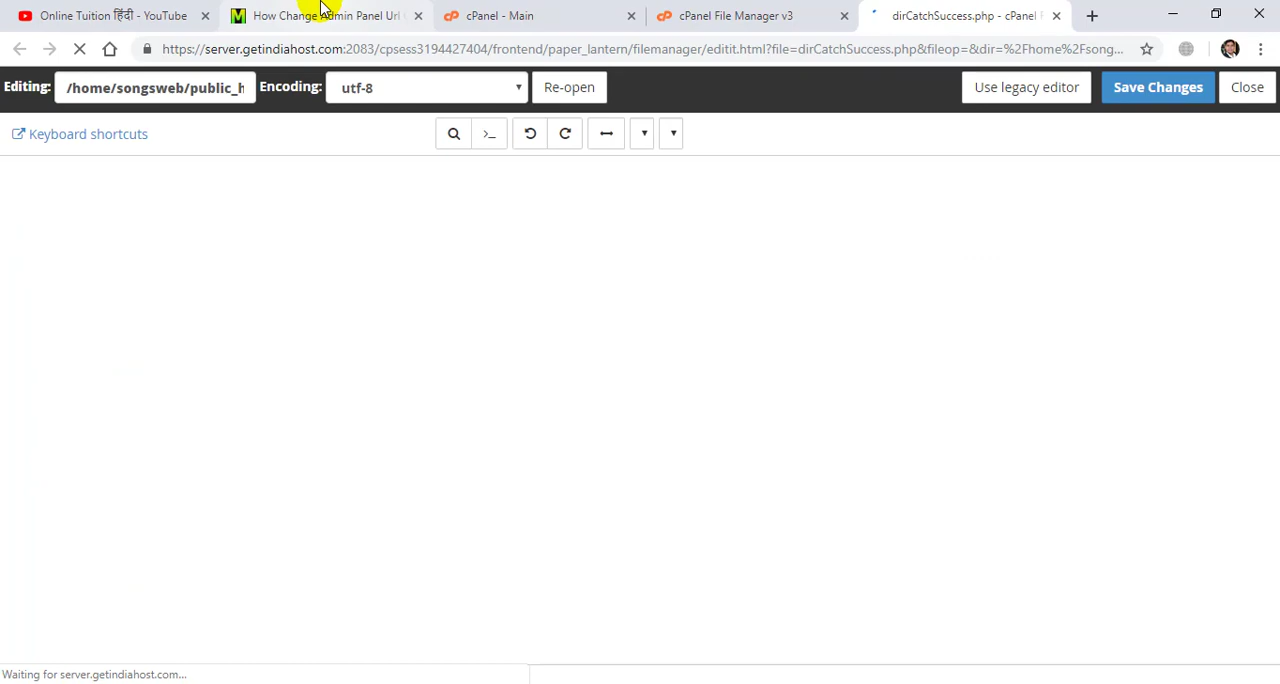 Online Tuition हिंदी - YouTube
How Change Admin Panel Url
cPanel - Main
cPanel File Manager v3
dirCatchSuccess.php - cPanel F
https://server.getindiahost.com:2083/cpsess3194427404/frontend/paper_lantern/filemanager/editit.html?file=dirCatchSuccess.php&fileop=&dir=%2Fhome%2Fsong...
Editing: /home/songsweb/public_h Encoding: utf-8 Re-open Use legacy editor Save Changes Close
Keyboard shortcuts
Waiting for server.getindiahost.com...